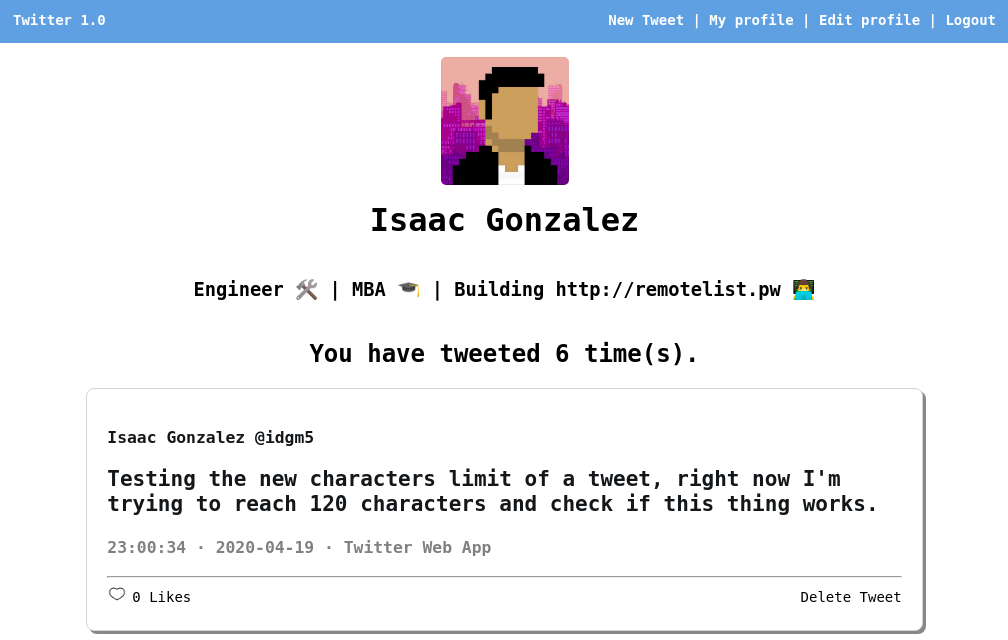 Twitter 1.0
New Tweet | My profile | Edit profile | Logout
Isaac Gonzalez
Engineer 🛠️ | MBA 🎓 | Building http://remotelist.pw 👨‍💻
You have tweeted 6 time(s).
Isaac Gonzalez @idgm5
Testing the new characters limit of a tweet, right now I'm
trying to reach 120 characters and check if this thing works.
23:00:34 · 2020-04-19 · Twitter Web App
0 Likes
Delete Tweet